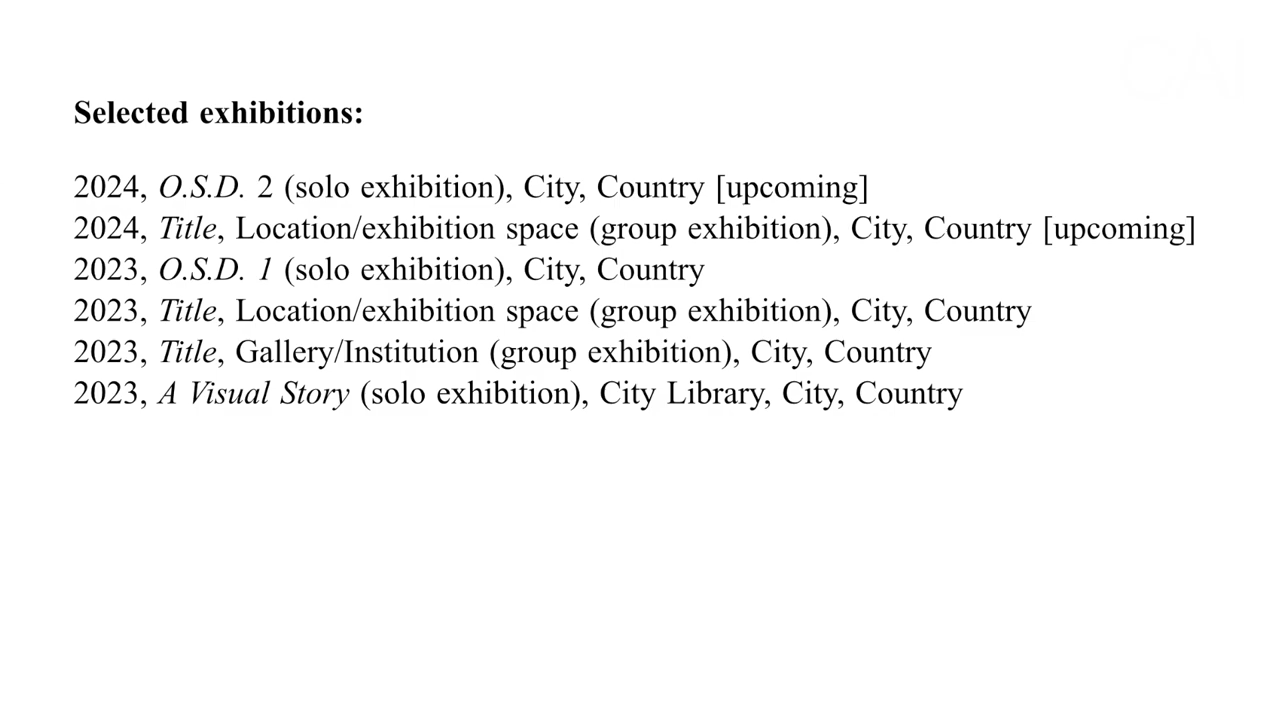 CAI
Selected exhibitions:
2024, O.S.D. 2 (solo exhibition), City, Country [upcoming]
2024, Title, Location/exhibition space (group exhibition), City, Country [upcoming]
2023, O.S.D. 1 (solo exhibition), City, Country
2023, Title, Location/exhibition space (group exhibition), City, Country
2023, Title, Gallery/Institution (group exhibition), City, Country
2023, A Visual Story (solo exhibition), City Library, City, Country